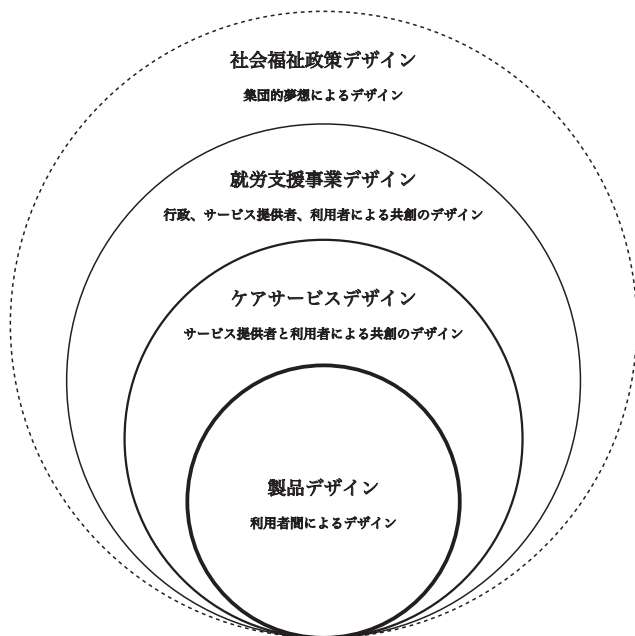 社会福祉政策デザイン
集団的夢想によるデザイン
就労支援事業デザイン
行政、サービス提供者、利用者による共創のデザイン
ケアサービスデザイン
サービス提供者と利用者による共創のデザイン
製品デザイン
利用者間によるデザイン